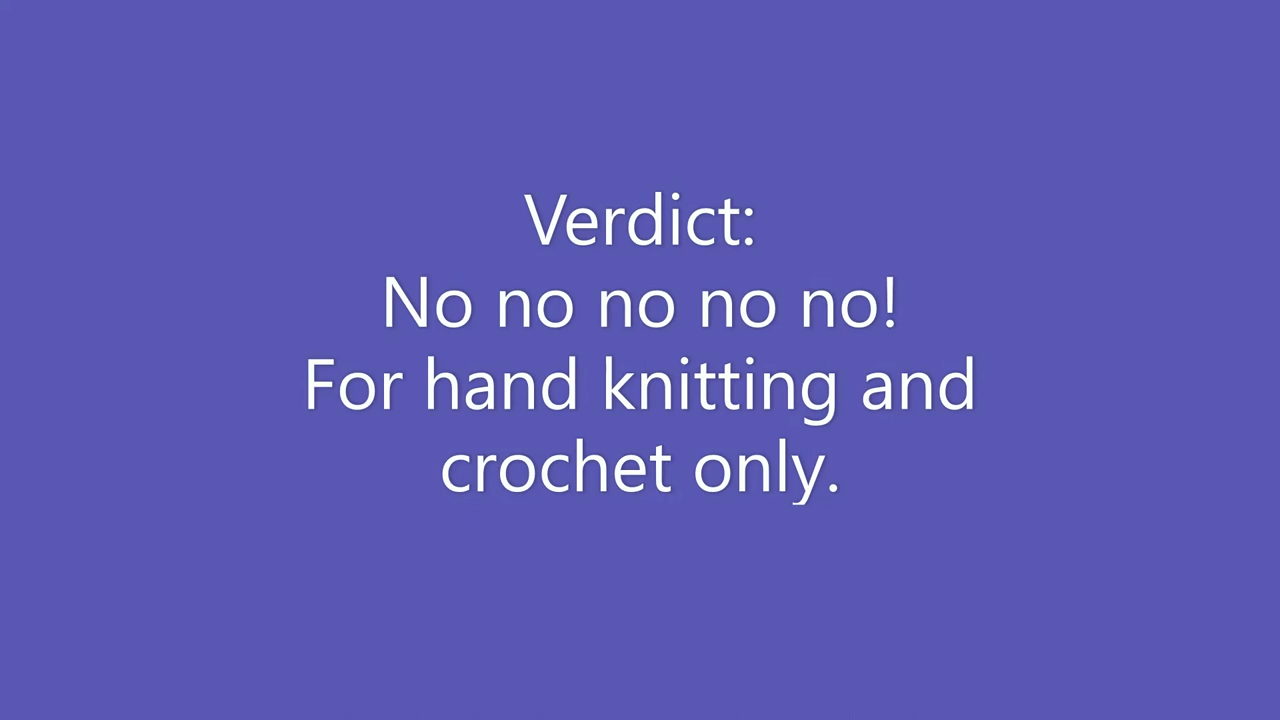 Verdict:
No no no no no!
For hand knitting and
crochet only.